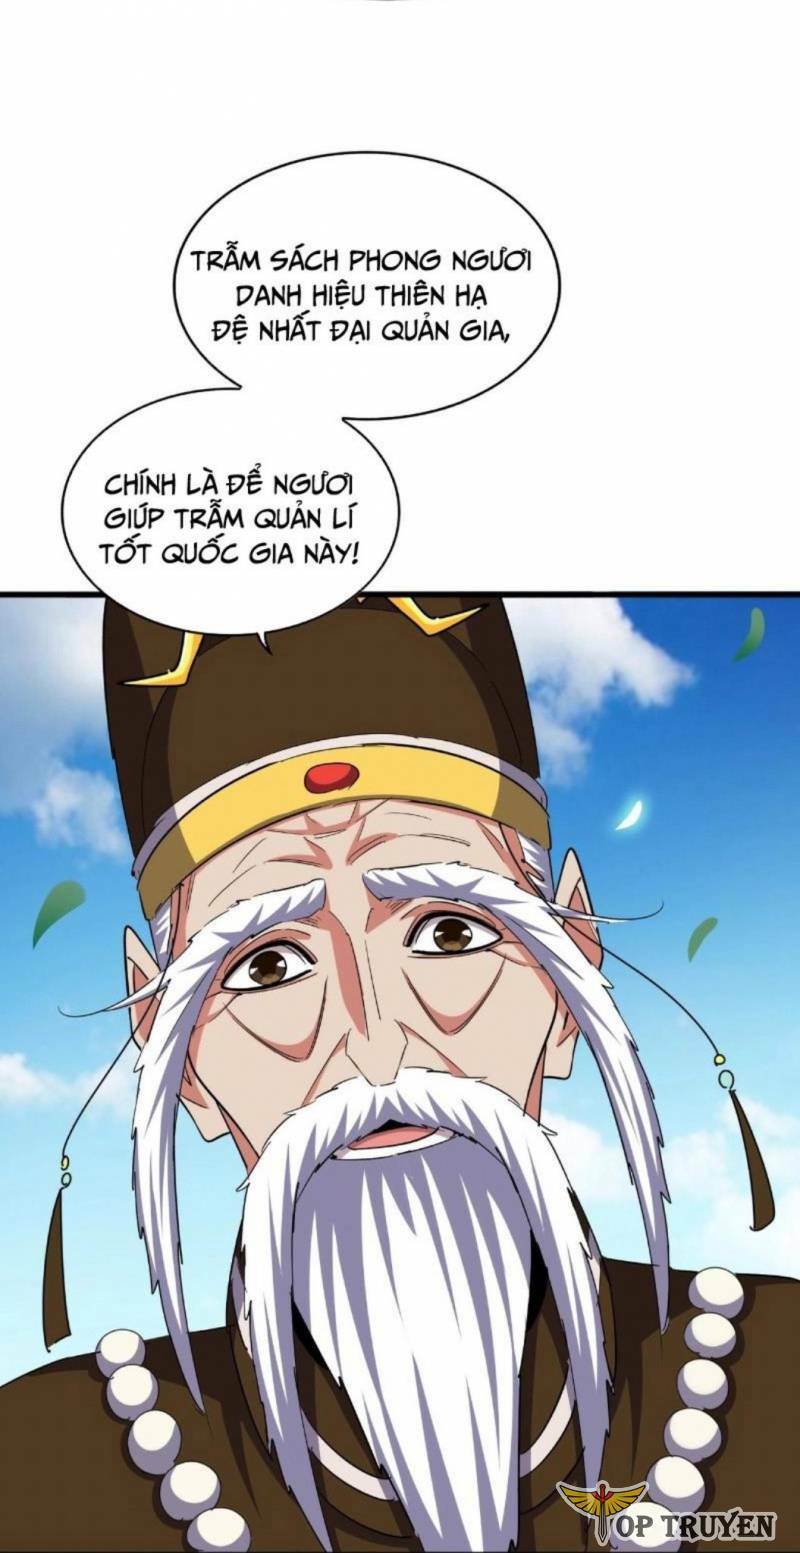 TRẪM SÁCH PHONG NGƯƠI
DANH HIỆU THIÊN HẠ
ĐỆ NHẤT ĐẠI QUẢN GIA,
CHÍNH LÀ ĐỂ NGƯƠI
GIÚP TRẪM QUẢN LÍ
TỐT QUỐC GIA NÀY!
TOP TRUYEN